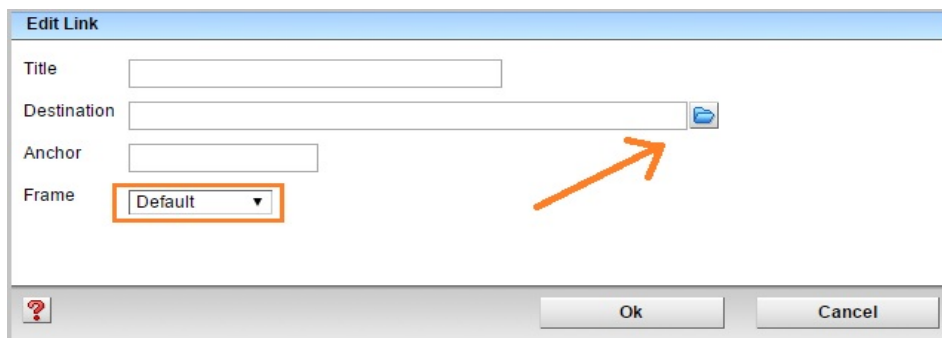 Edit Link
Title
Destination
Anchor
Frame
Default
?
Ok
Cancel